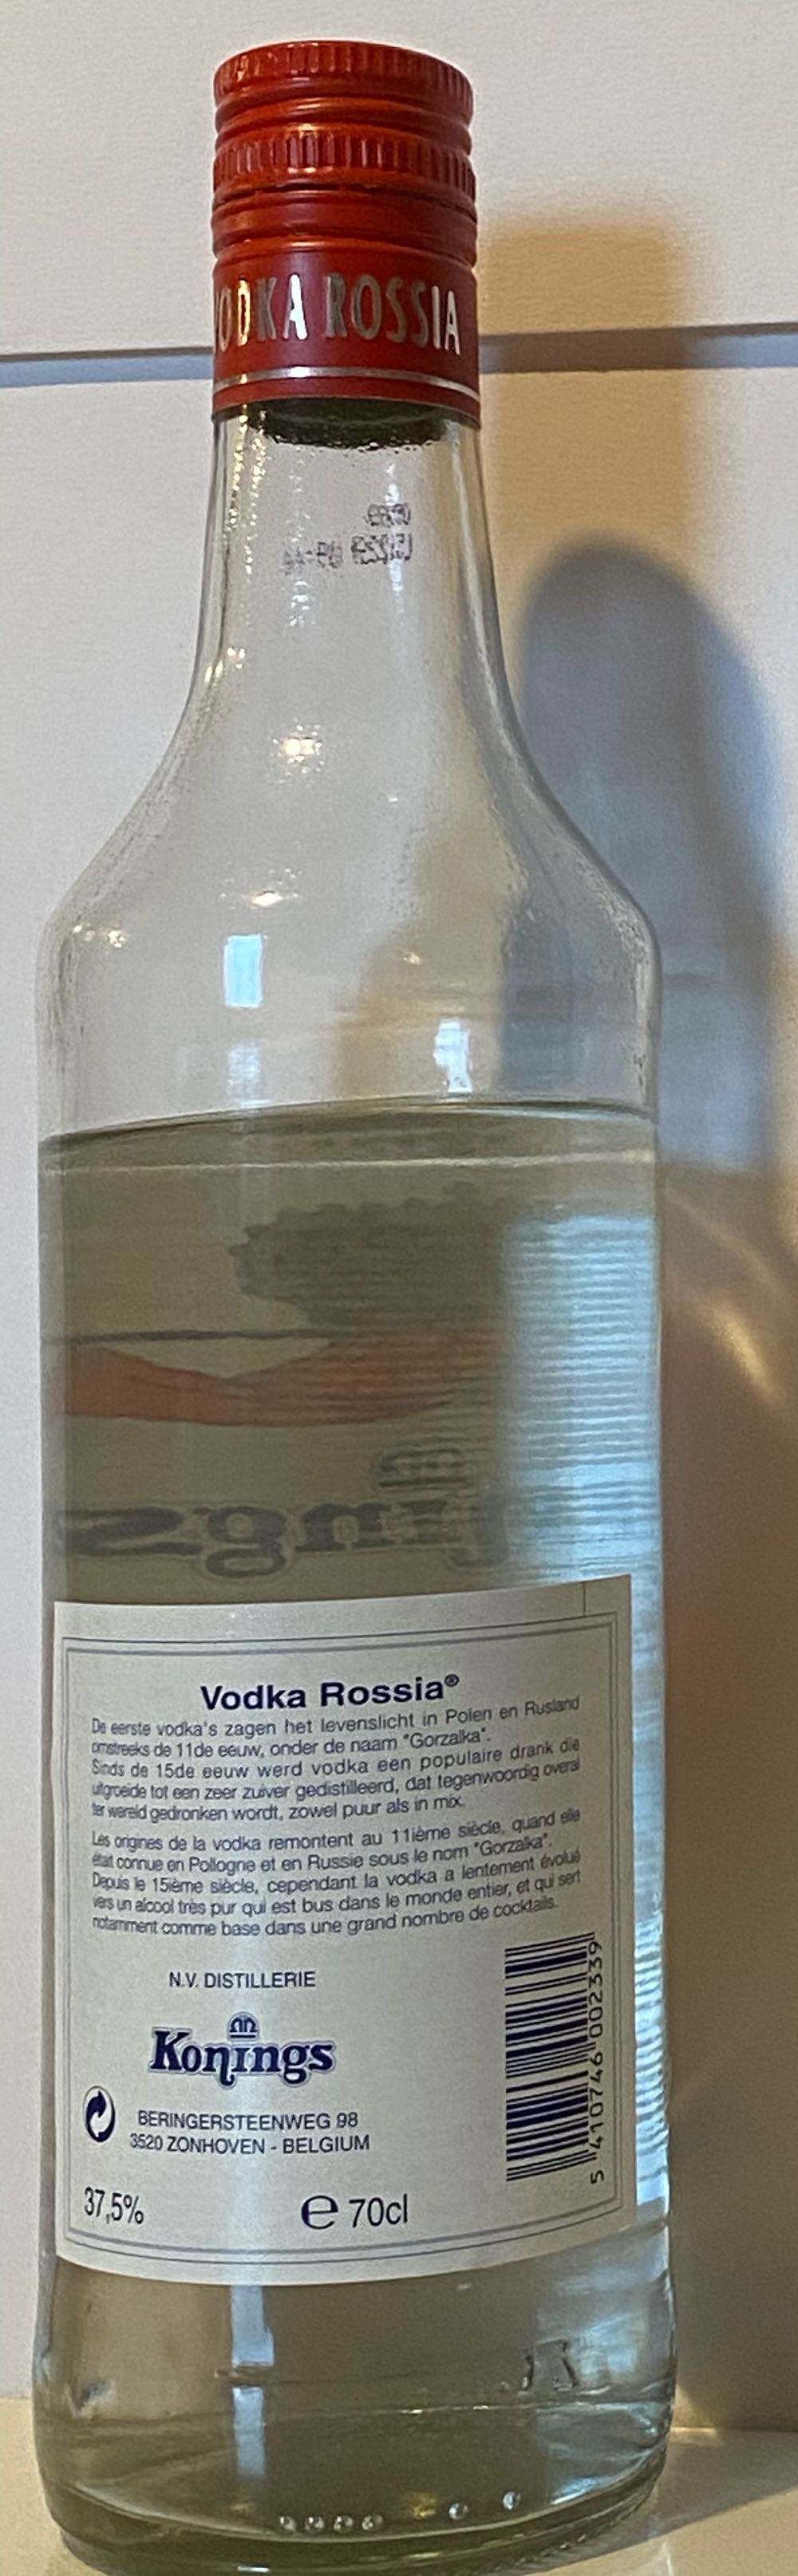 VODKA ROSSIA
Vodka Rossia®
De eerste vodka's zagen het levenslicht in Polen en Rusland
omstreeks de 11de eeuw, onder de naam "Gorzalka".
Sinds de 15de eeuw werd vodka een populaire drank die
uitgroeide tot een zeer zuiver gedistilleerd, dat tegenwoordig overal
ter wereld gedronken wordt, zowel puur als in mix.
Les origines de la vodka remontent au 11ième siècle, quand elle
était connue en Pollogne et en Russie sous le nom "Gorzalka".
Depuis le 15ième siècle, cependant la vodka a lentement évolué
vers un alcool très pur qui est bus dans le monde entier, et qui sert
notamment comme base dans une grand nombre de cocktails.
N.V. DISTILLERIE
Konings
BERINGERSTEENWEG 98
3520 ZONHOVEN - BELGIUM
37,5%
e 70cl
5 410746 002339